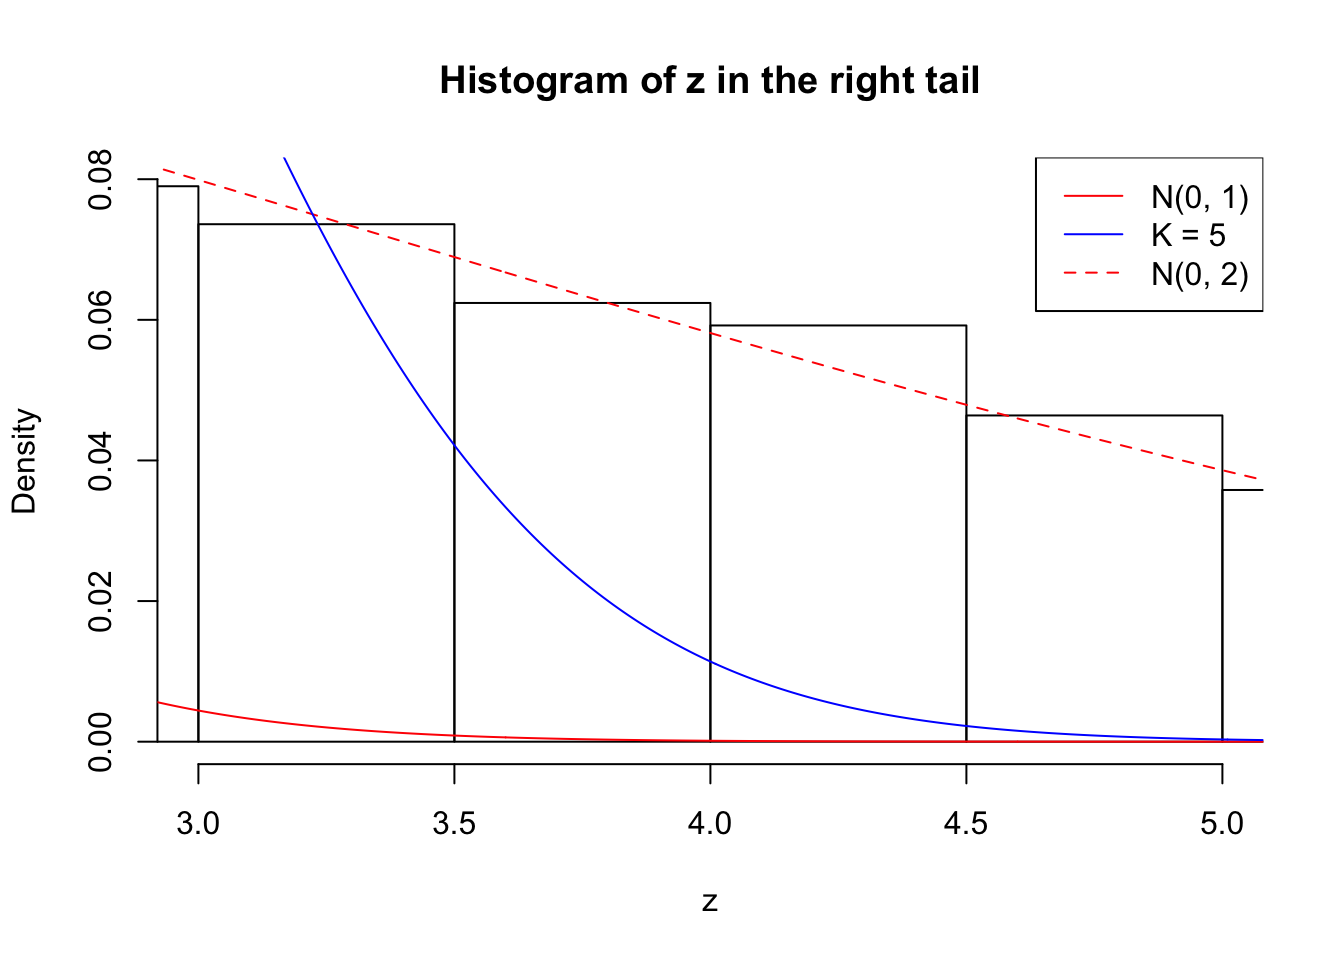 Histogram of z in the right tail
N(0, 1)
K = 5
N(0, 2)
Density
0.08
0.06
0.04
0.02
0.00
3.0 3.5 4.0 4.5 5.0
z